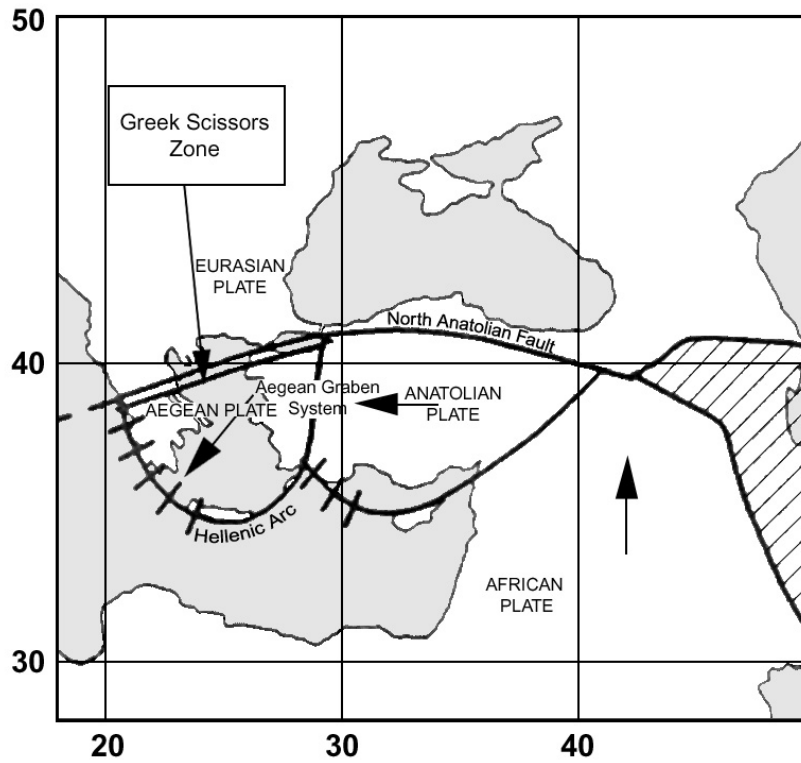 50
Greek Scissors
Zone
EURASIAN
PLATE
North Anatolian Fault
40
Aegean Graben
System
AEGEAN PLATE
ANATOLIAN
PLATE
Hellenic Arc
AFRICAN
PLATE
30
20
30
40